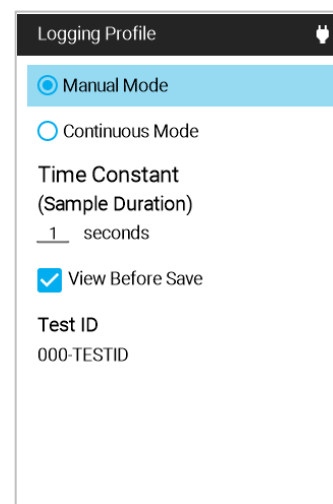 Logging Profile
Manual Mode
Continuous Mode
Time Constant
(Sample Duration)
1 seconds
View Before Save
Test ID
000-TESTID